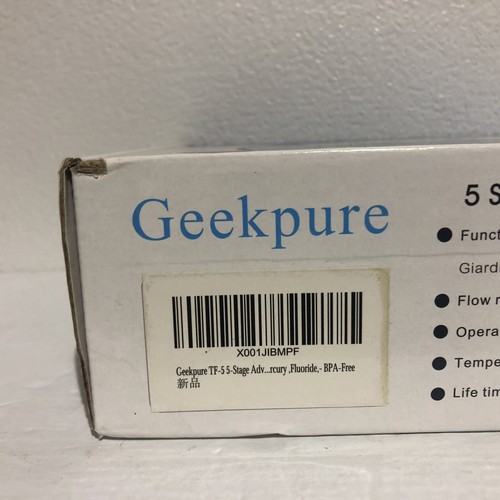 Geekpure
X001JIBMPF
Geekpure TF-5 5-Stage Adv...rcury ,Fluoride,- BPA-Free
新品
5 S
Funct
Giard
Flow r
Opera
Tempe
Life tim